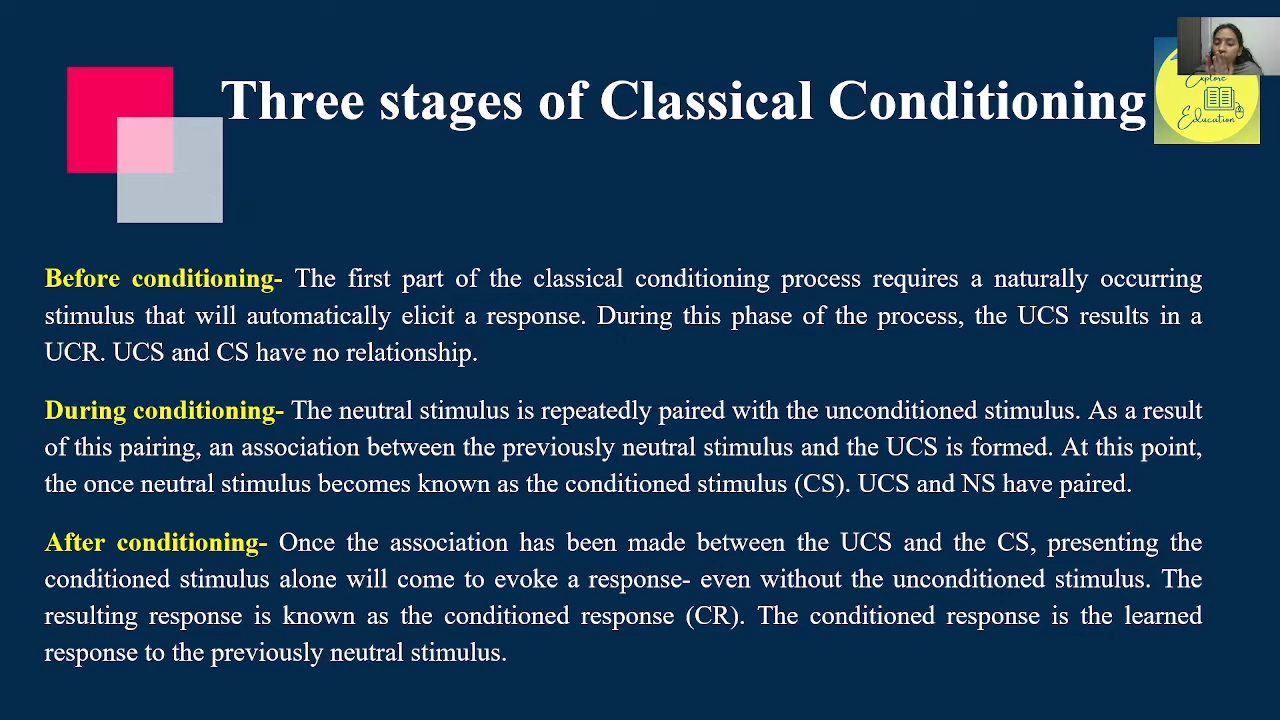 Three stages of Classical Conditioning
Explore
Education
Before conditioning- The first part of the classical conditioning process requires a naturally occurring
stimulus that will automatically elicit a response. During this phase of the process, the UCS results in a
UCR. UCS and CS have no relationship.
During conditioning- The neutral stimulus is repeatedly paired with the unconditioned stimulus. As a result
of this pairing, an association between the previously neutral stimulus and the UCS is formed. At this point,
the once neutral stimulus becomes known as the conditioned stimulus (CS). UCS and NS have paired.
After conditioning- Once the association has been made between the UCS and the CS, presenting the
conditioned stimulus alone will come to evoke a response- even without the unconditioned stimulus. The
resulting response is known as the conditioned response (CR). The conditioned response is the learned
response to the previously neutral stimulus.